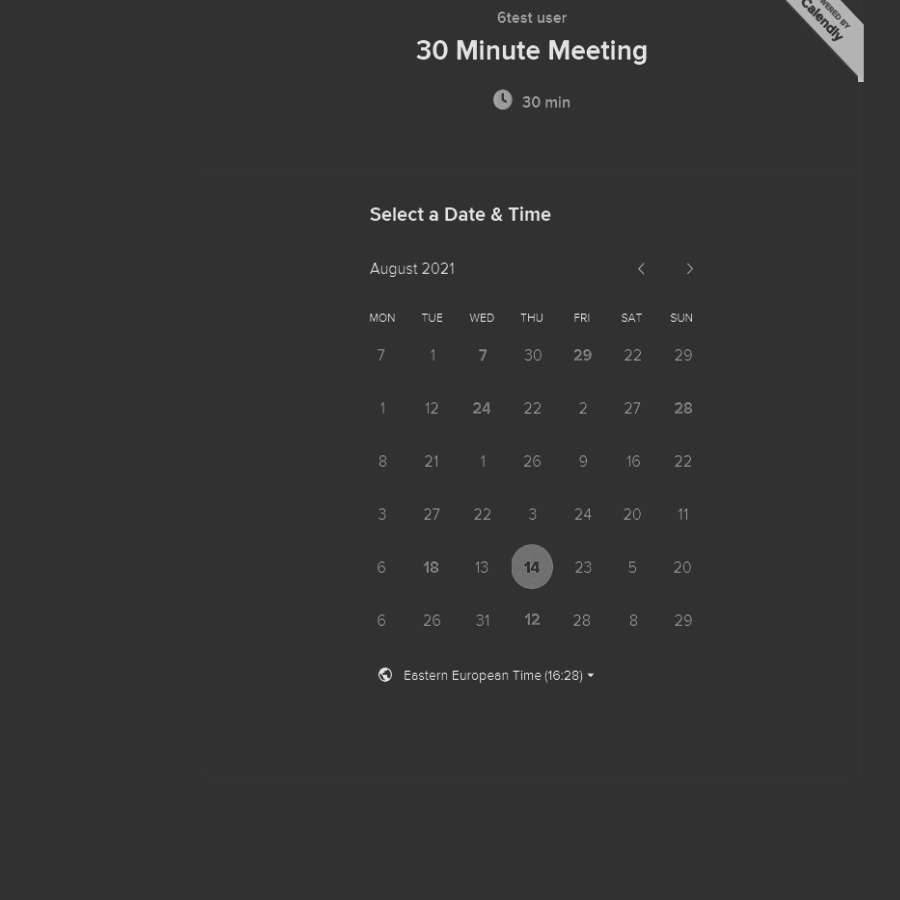 6test user
WERED BY
Calendly
30 Minute Meeting
30 min
Select a Date & Time
August 2021
MON TUE WED THU FRI SAT SUN
7 1 7 30 29 22 29
1 12 24 22 2 27 28
8 21 1 26 9 16 22
3 27 22 3 24 20 11
6 18 13 14 23 5 20
6 26 31 12 28 8 29
Eastern European Time (16:28)